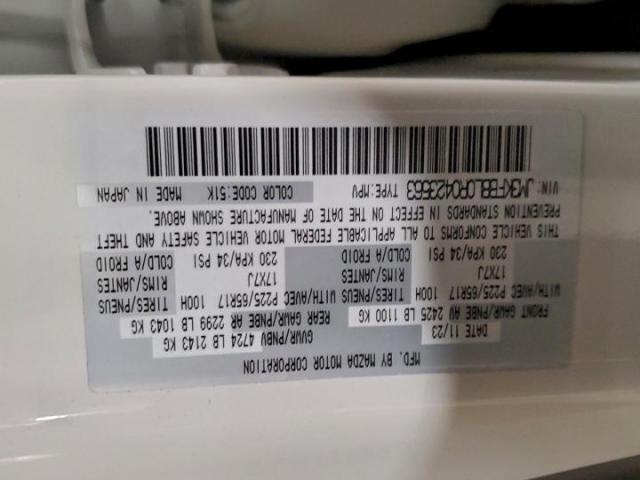 MFD. BY MAZDA MOTOR CORPORATION
DATE 11/23 GVWR/PNBV 4724 LB 2143 KG
FRONT GAWR/PNBE AV 2425 LB 1100 KG REAR GAWR/PNBE AR 2299 LB 1043 KG
WITH/AVEC P225/65R17 100H TIRES/PNEUS WITH/AVEC P225/65R17 100H TIRES/PNEUS
17X7J RIMS/JANTES 17X7J RIMS/JANTES
230 KPA/34 PSI COLD/A FROID 230 KPA/34 PSI COLD/A FROID
THIS VEHICLE CONFORMS TO ALL APPLICABLE FEDERAL MOTOR VEHICLE SAFETY AND THEFT
PREVENTION STANDARDS IN EFFECT ON THE DATE OF MANUFACTURE SHOWN ABOVE.
VIN: JM3KFBBL0R0423563 TYPE:MPV COLOR CODE:51K MADE IN JAPAN